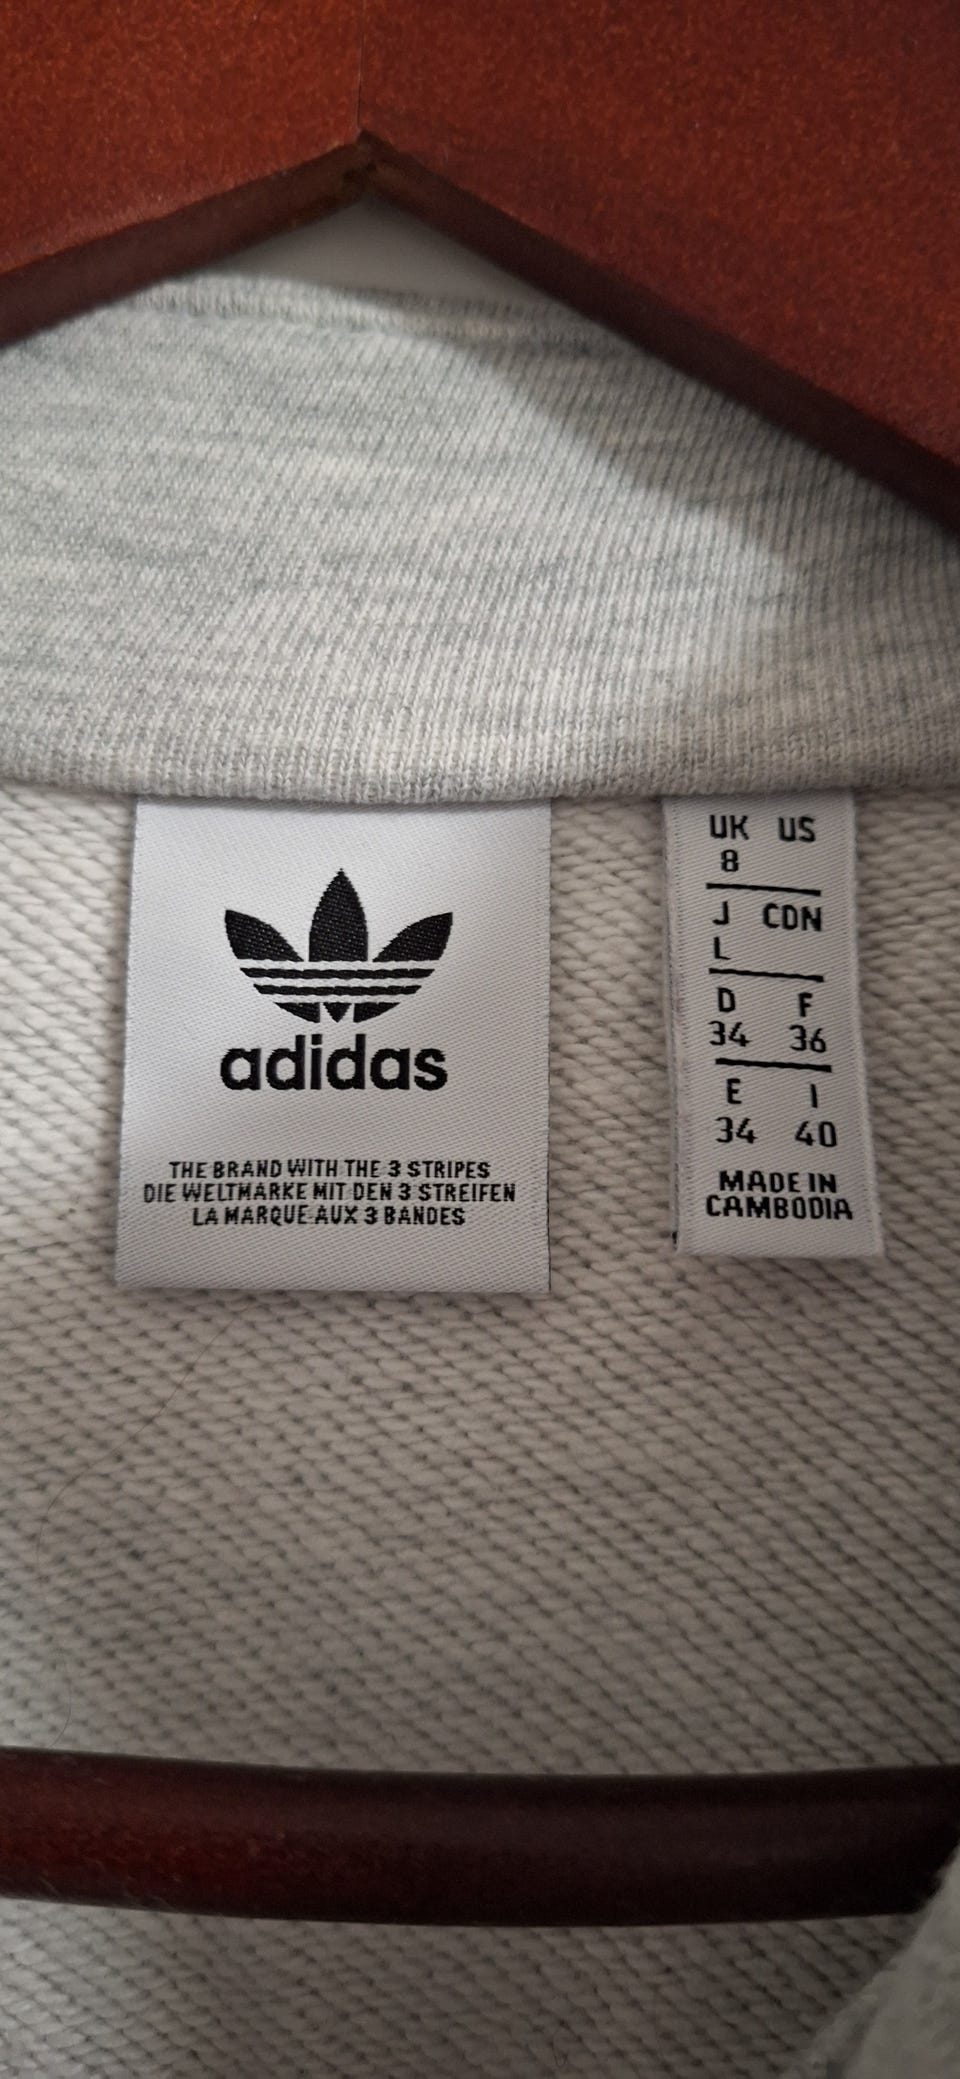 adidas
THE BRAND WITH THE 3 STRIPES
DIE WELTMARKE MIT DEN 3 STREIFEN
LA MARQUE AUX 3 BANDES
UK US
8
J CDN
L
D F
34 36
E I
34 40
MADE IN
CAMBODIA